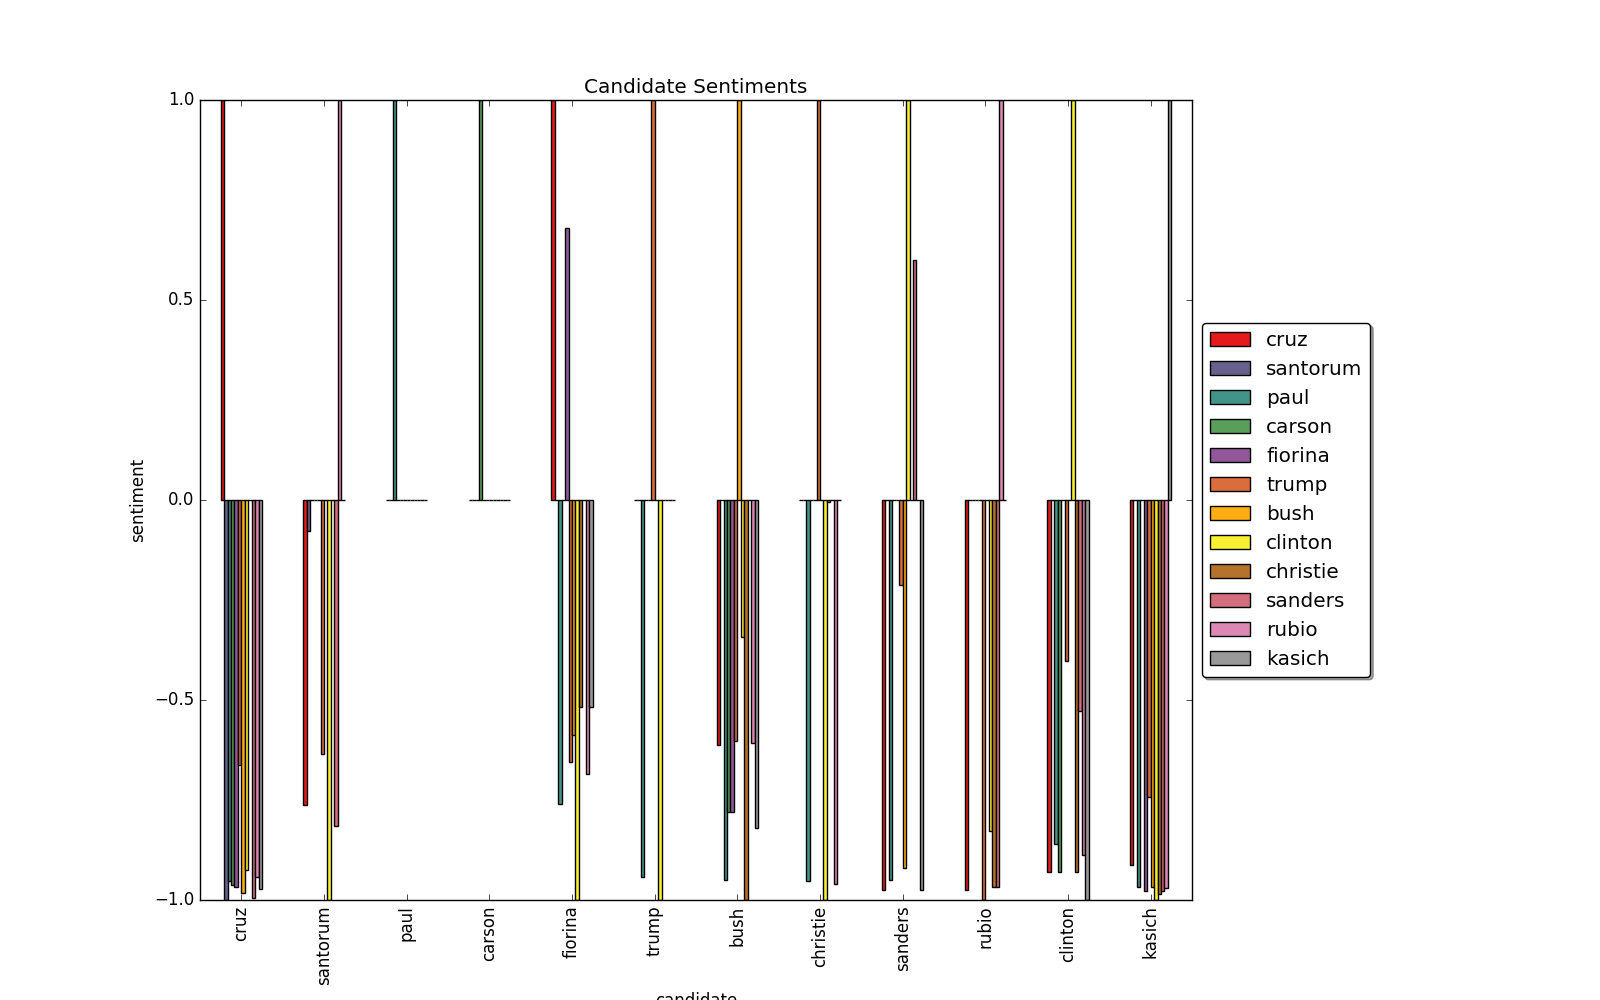 Candidate Sentiments
1.0
0.5
0.0
−0.5
−1.0
sentiment
cruz
santorum
paul
carson
fiorina
trump
bush
christie
sanders
rubio
clinton
kasich
candidate
cruz
santorum
paul
carson
fiorina
trump
bush
clinton
christie
sanders
rubio
kasich